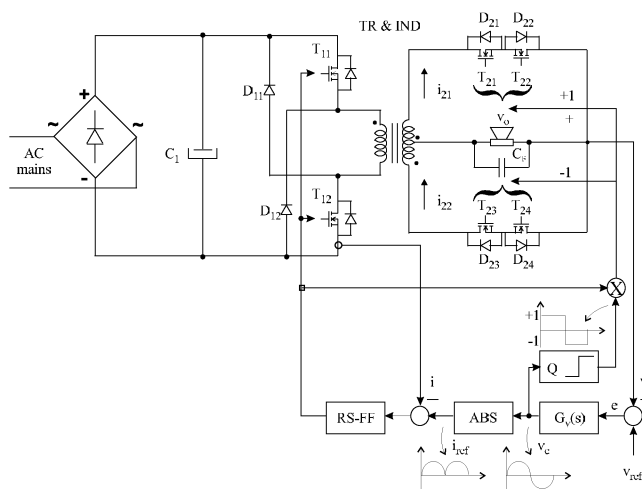 TR & IND
D21 D22
T11
D11
T21 T22
i21
+1
+
vo
AC
mains
+
-
~
~
C1
CF
-1
T12
T23 T24
D12
i22
D23 D24
X
+1
-1
Q
i
−
RS-FF
ABS
Gv(s)
e
−
iref
vc
vref